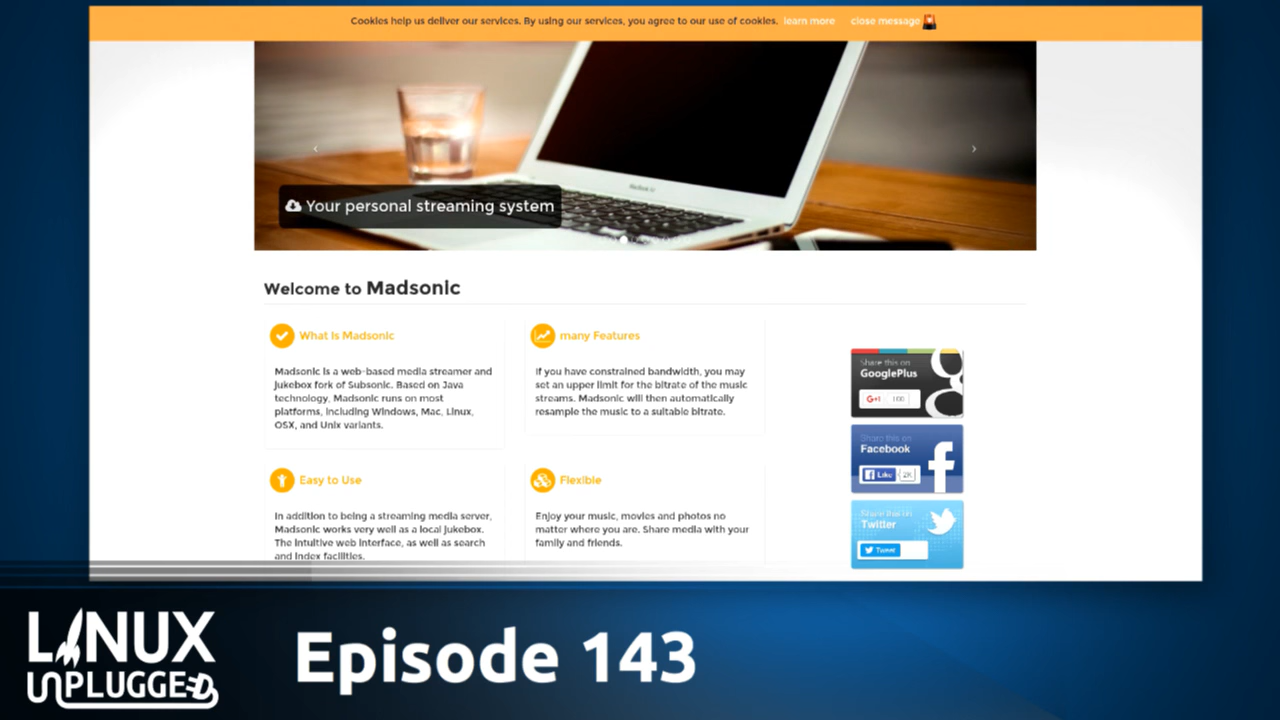 Cookies help us deliver our services. By using our services, you agree to our use of cookies. learn more close message
Your personal streaming system
Welcome to Madsonic
What Is Madsonic
Madsonic is a web-based media streamer and
jukebox fork of Subsonic. Based on Java
technology, Madsonic runs on most
platforms, including Windows, Mac, Linux,
OSX, and Unix variants.
many Features
If you have constrained bandwidth, you may
set an upper limit for the bitrate of the music
streams. Madsonic will then automatically
resample the music to a suitable bitrate.
Easy to Use
In addition to being a streaming media server,
Madsonic works very well as a local jukebox.
The intuitive web interface, as well as search
and index facilities.
Flexible
Enjoy your music, movies and photos no
matter where you are. Share media with your
family and friends.
Share this on
GooglePlus
G+1
Share this on
Facebook
Like 2K
Share this on
Twitter
Tweet
LINUX
UNPLUGGED
Episode 143